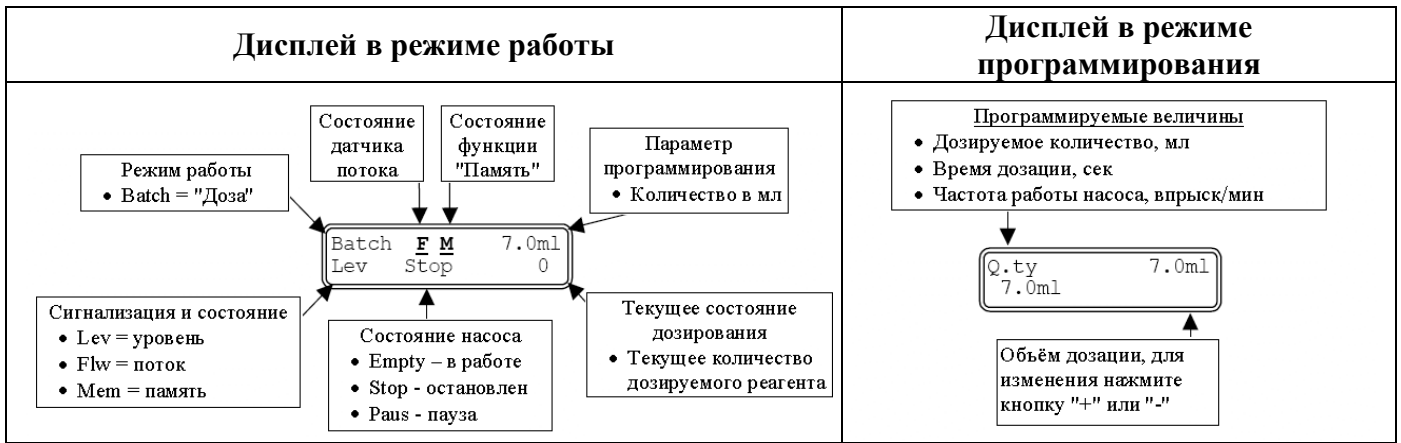 Дисплей в режиме работы
Дисплей в режиме
программирования
Режим работы
• Batch = "Доза"
Состояние
датчика
потока
Состояние
функции
"Память"
Параметр
программирования
• Количество в мл
Batch F M 7.0ml
Lev Stop 0
Сигнализация и состояние
• Lev = уровень
• Flw = поток
• Mem = память
Состояние насоса
• Empty – в работе
• Stop - остановлен
• Paus - пауза
Текущее состояние
дозирования
• Текущее количество
дозируемого реагента
Программируемые величины
• Дозируемое количество, мл
• Время дозации, сек
• Частота работы насоса, впрыск/мин
Q.ty 7.0ml
7.0ml
Обьём дозации, для
изменения нажмите
кнопку "+" или "-"